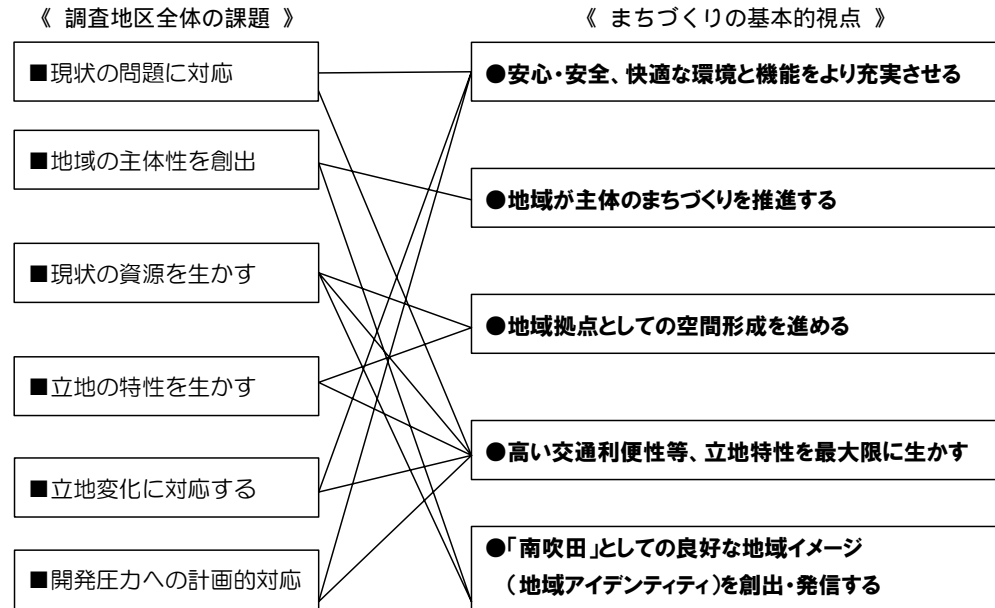 《 調査地区全体の課題 》
■現状の問題に対応
■地域の主体性を創出
■現状の資源を生かす
■立地の特性を生かす
■立地変化に対応する
■開発圧力への計画的対応
《 まちづくりの基本的視点 》
●安心・安全、快適な環境と機能をより充実させる
●地域が主体のまちづくりを推進する
●地域拠点としての空間形成を進める
●高い交通利便性等、立地特性を最大限に生かす
●「南吹田」としての良好な地域イメージ
（地域アイデンティティ）を創出・発信する